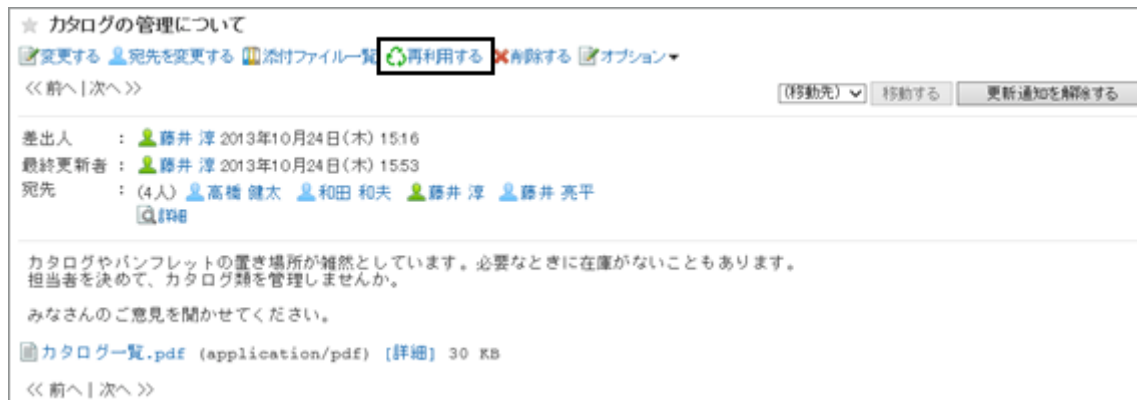 カタログの管理について
変更する 宛先を変更する 添付ファイル一覧 再利用する 削除する オプション
<< 前へ | 次へ >>
(移動先) 移動する 更新通知を解除する
差出人 : 藤井 淳 2013年10月24日(木) 15:16
最終更新者 : 藤井 淳 2013年10月24日(木) 15:53
宛先 : (4人) 高橋 健太 和田 和夫 藤井 淳 藤井 亮平
詳細
カタログやパンフレットの置き場所が雑然としています。必要なときに在庫がないこともあります。
担当者を決めて、カタログ類を管理しませんか。
みなさんのご意見を聞かせてください。
カタログ一覧.pdf (application/pdf) [詳細] 30 KB
<< 前へ | 次へ >>